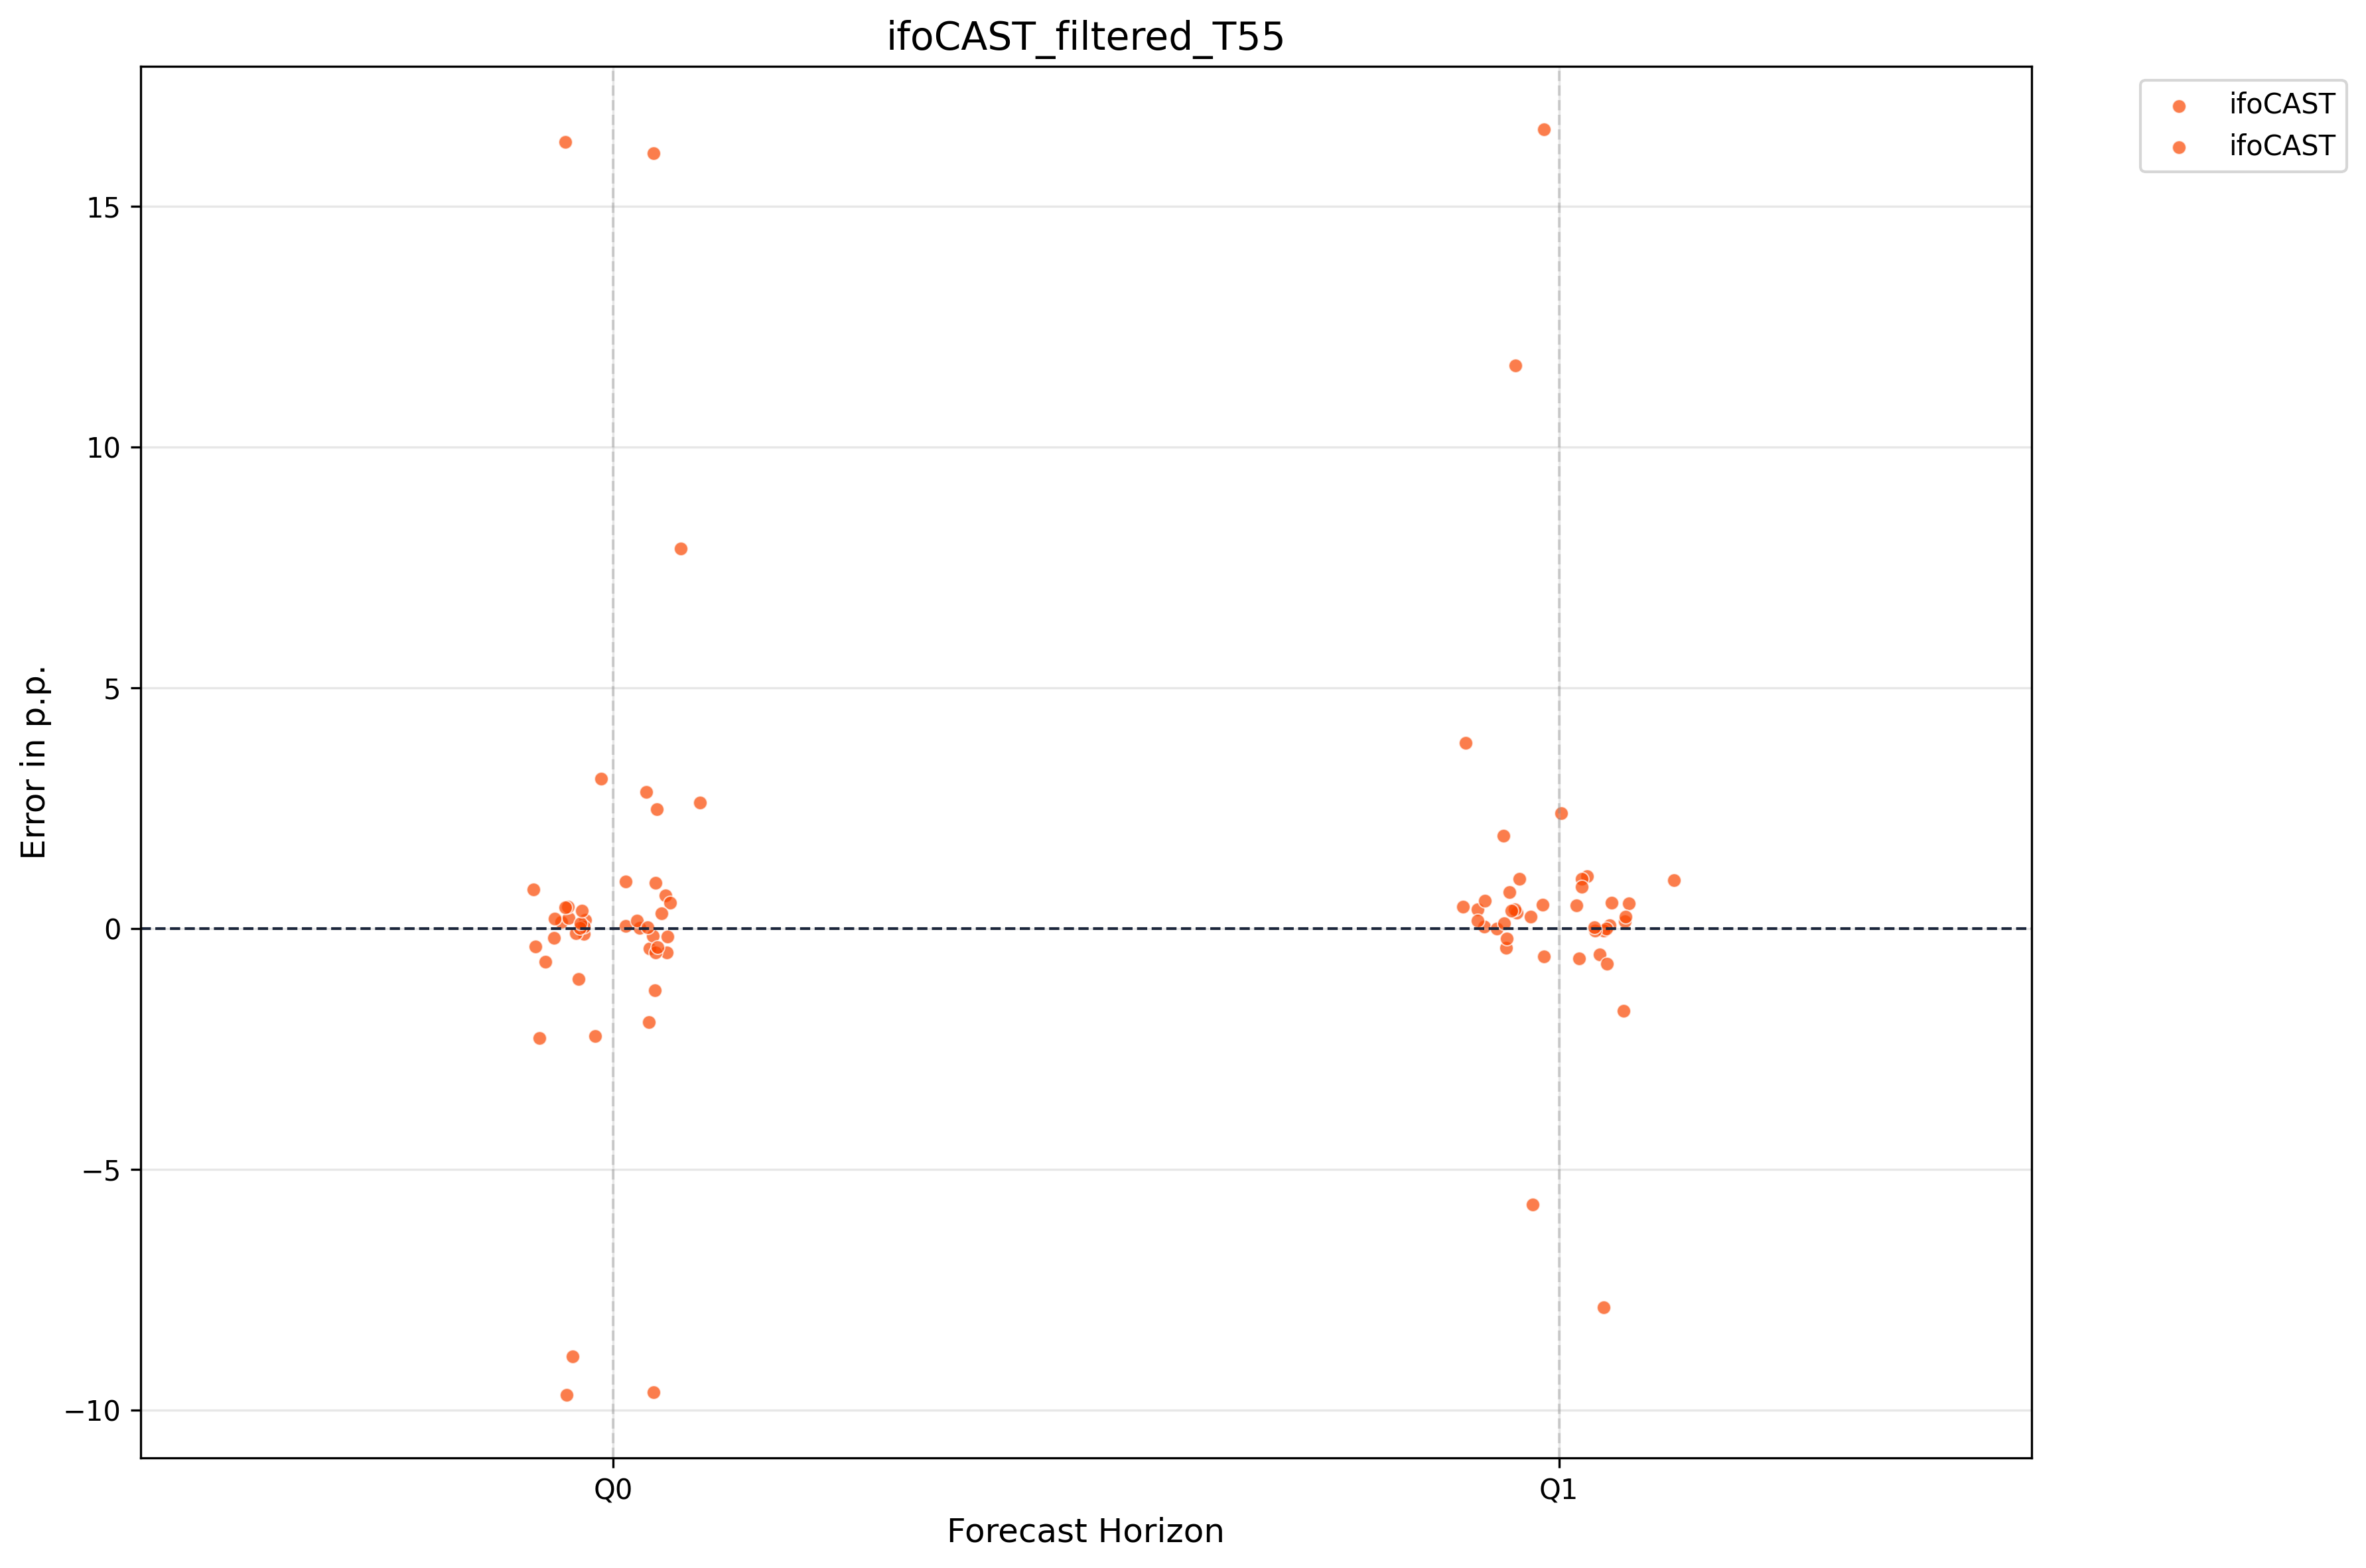 ifoCAST_filtered_T55
ifoCAST
ifoCAST
15
10
5
0
−5
−10
Error in p.p.
Q0
Q1
Forecast Horizon